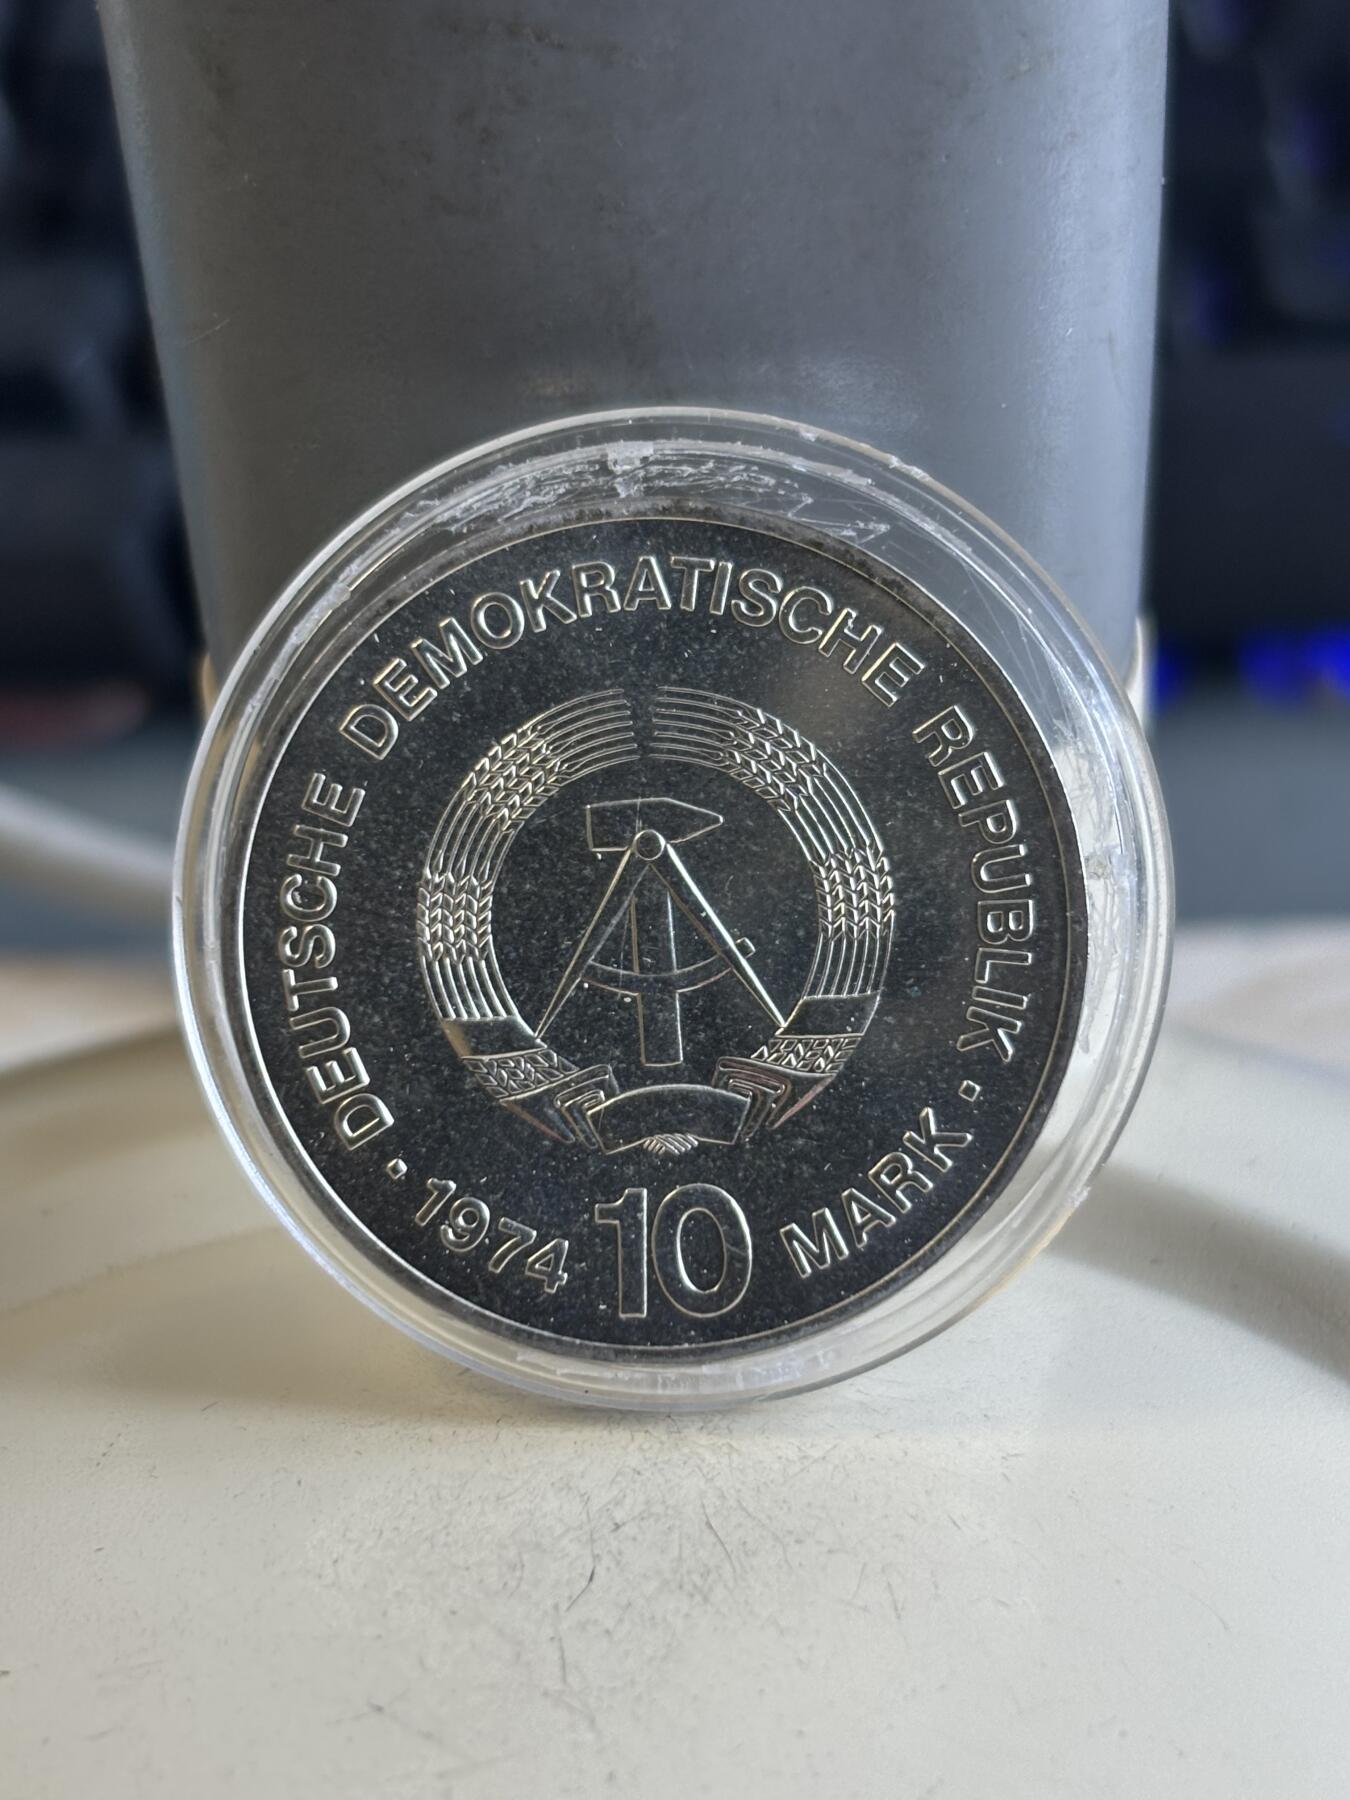 DEUTSCHE DEMOKRATISCHE REPUBLIK
· 1974 10 MARK ·